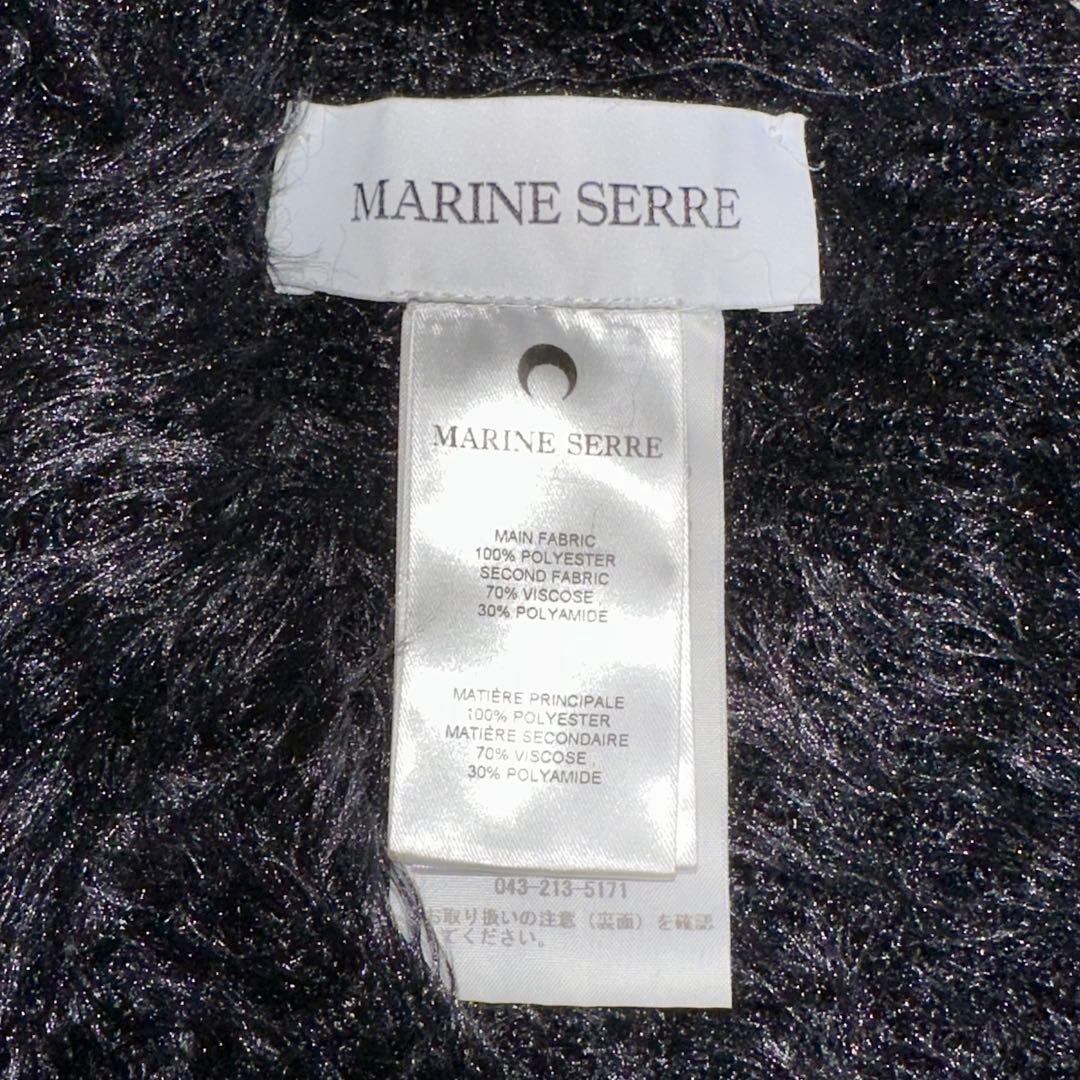 MARINE SERRE
MARINE SERRE
MAIN FABRIC
100% POLYESTER
SECOND FABRIC
70% VISCOSE ,
30% POLYAMIDE
MATIÈRE PRINCIPALE
100% POLYESTER
MATIÈRE SECONDAIRE
70% VISCOSE ,
30% POLYAMIDE
043-213-5171
お取り扱いの注意（裏面）を確認
てください。